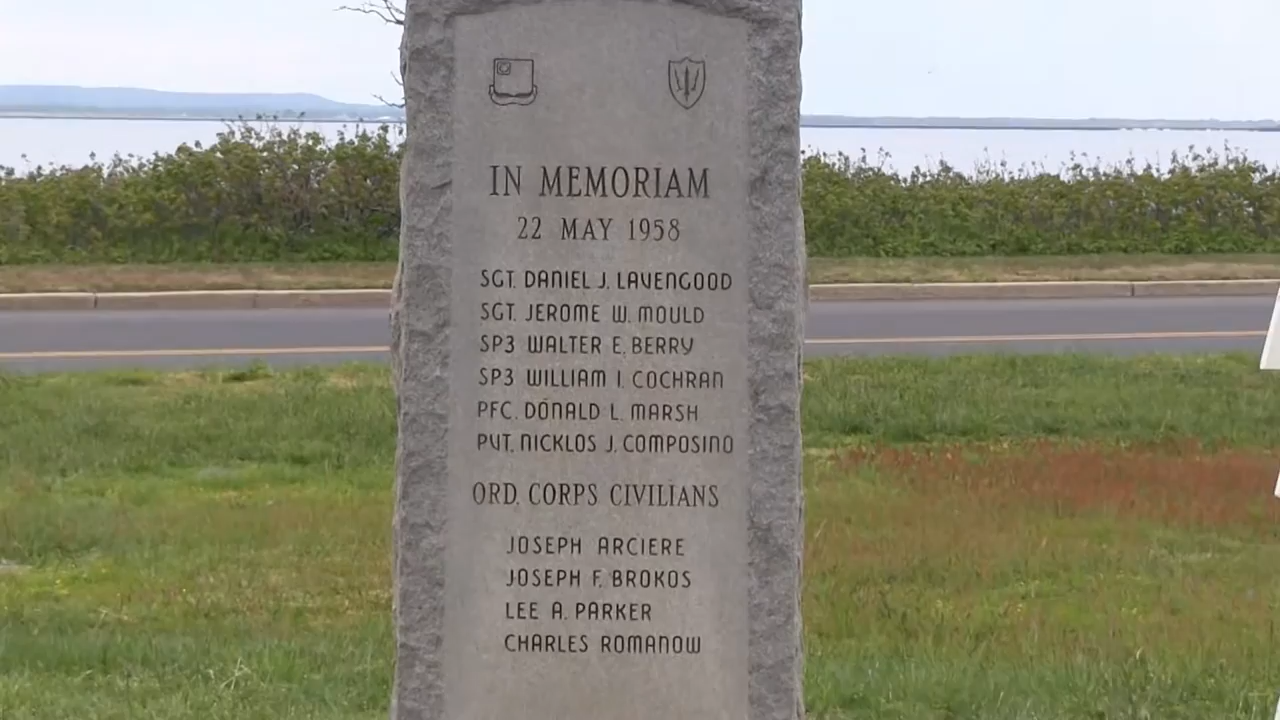 IN MEMORIAM
22 MAY 1958
SGT. DANIEL J. LAVENGOOD
SGT. JEROME W. MOULD
SP3 WALTER E. BERRY
SP3 WILLIAM I. COCHRAN
PFC. DONALD L. MARSH
PVT. NICKLOS J. COMPOSINO
ORD. CORPS CIVILIANS
JOSEPH ARCIERE
JOSEPH F. BROKOS
LEE A. PARKER
CHARLES ROMANOW